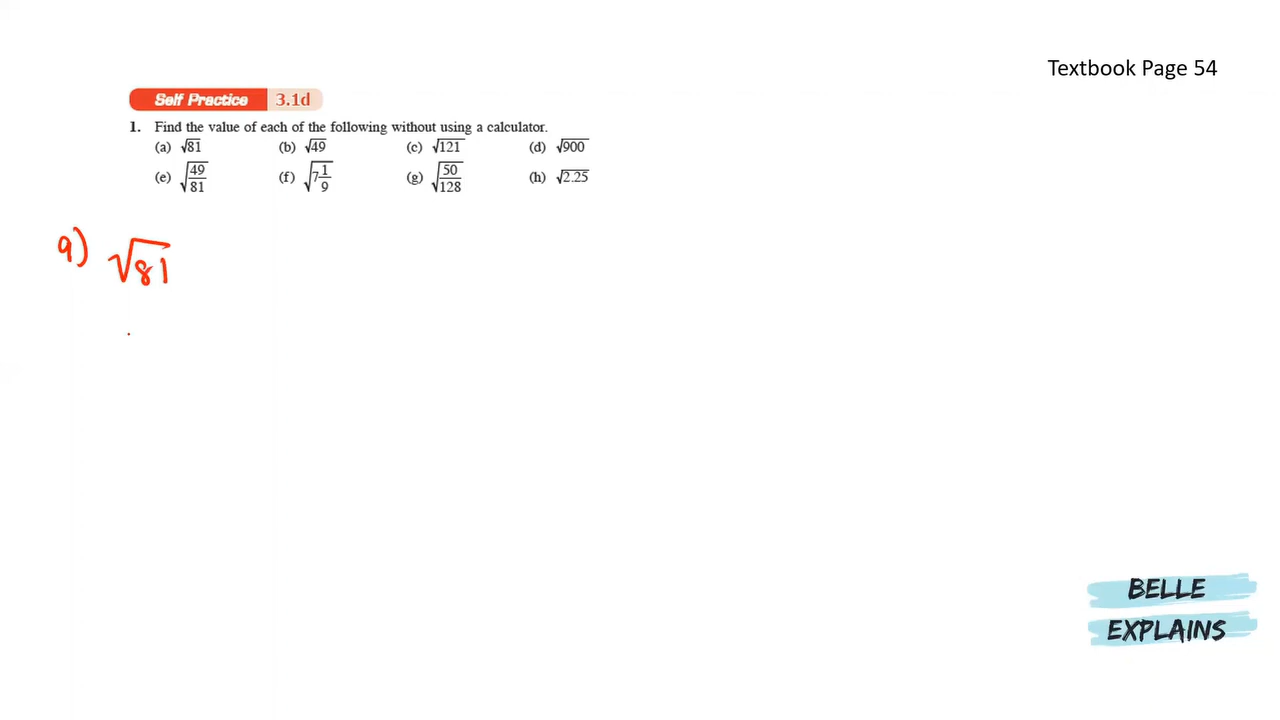 Textbook Page 54
Self Practice 3.1d
1. Find the value of each of the following without using a calculator.
(a) √81 (b) √49 (c) √121 (d) √900
(e) √(49/81) (f) √(7 1/9) (g) √(50/128) (h) √2.25
a) √81
BELLE
EXPLAINS